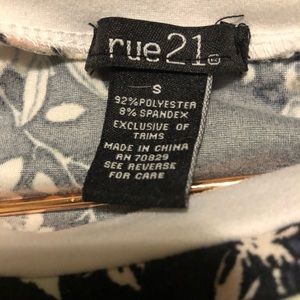 rue21
S
92%POLYESTER
8% SPANDEX
EXCLUSIVE OF
TRIMS
MADE IN CHINA
RN 70829
SEE REVERSE
FOR CARE